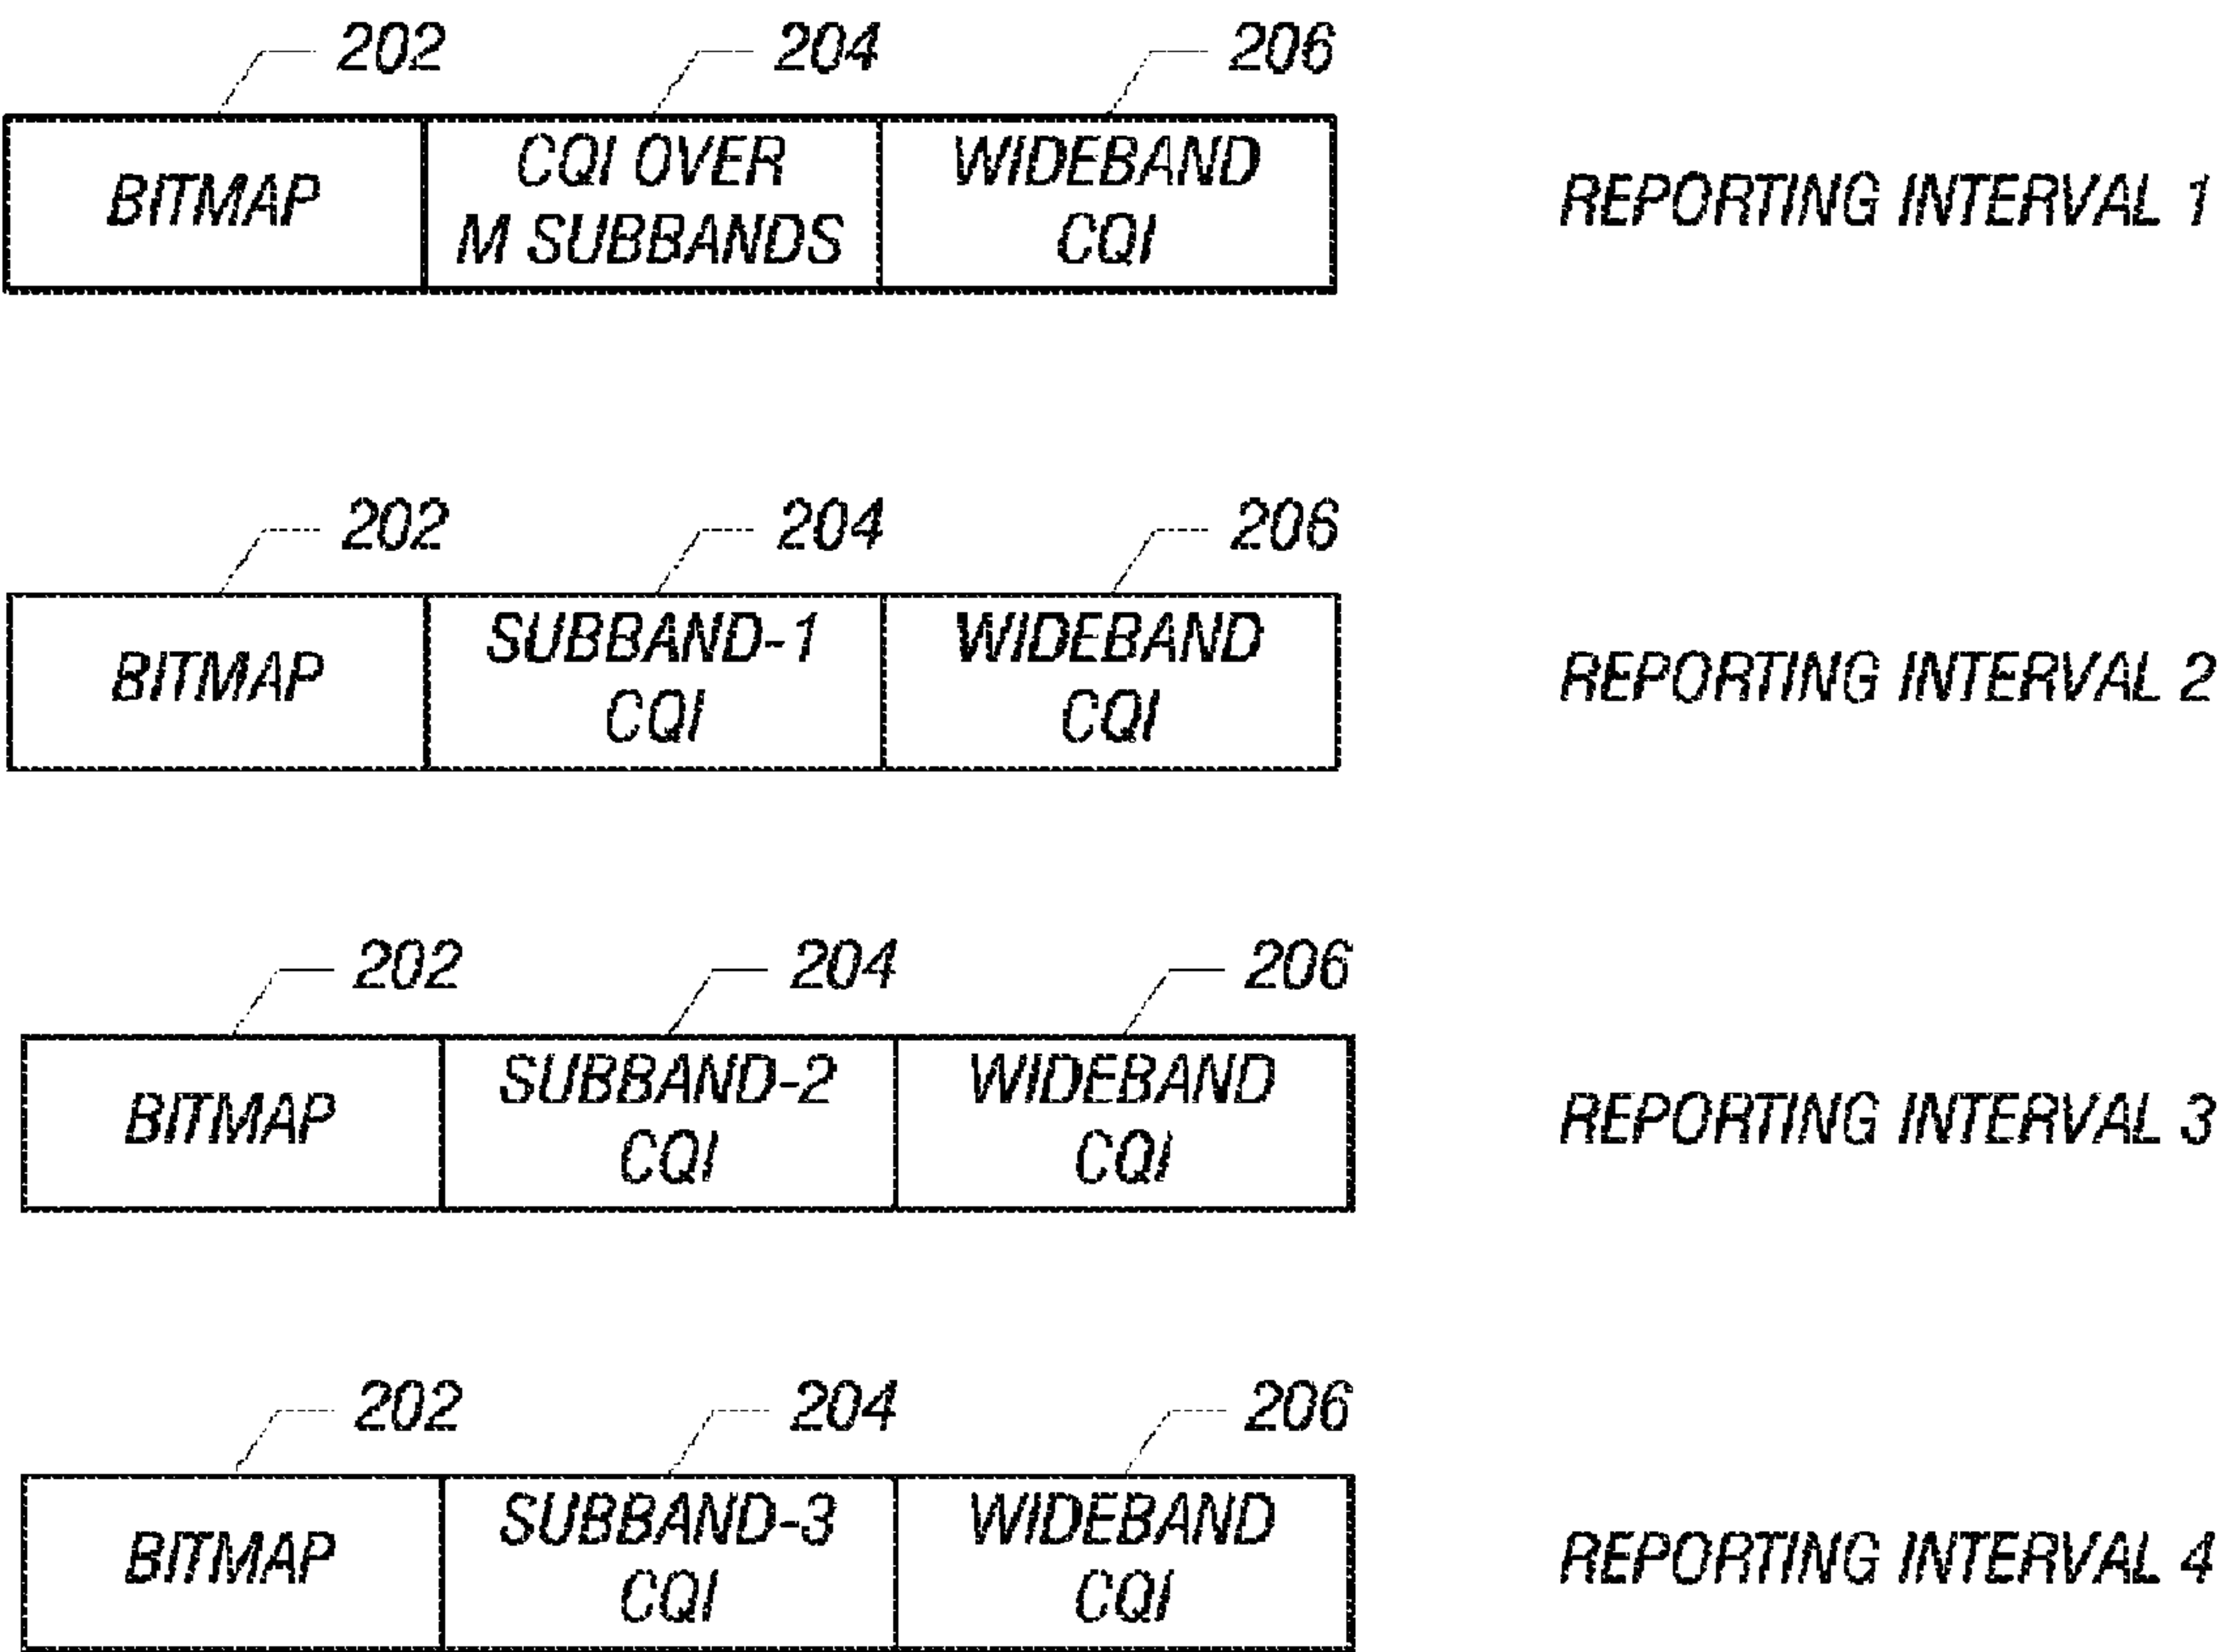 202 204 206
BITMAP
CQI OVER
M SUBBANDS
WIDEBAND
CQI
REPORTING INTERVAL 1
202 204 206
BITMAP
SUBBAND-1
CQI
WIDEBAND
CQI
REPORTING INTERVAL 2
202 204 206
BITMAP
SUBBAND-2
CQI
WIDEBAND
CQI
REPORTING INTERVAL 3
202 204 206
BITMAP
SUBBAND-3
CQI
WIDEBAND
CQI
REPORTING INTERVAL 4